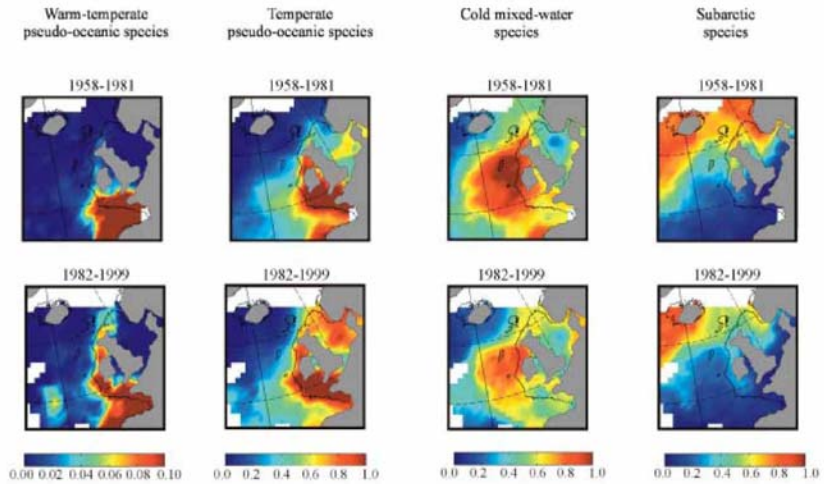 Warm-temperate
pseudo-oceanic species
Temperate
pseudo-oceanic species
Cold mixed-water
species
Subarctic
species
1958-1981
1958-1981
1958-1981
1958-1981
1982-1999
1982-1999
1982-1999
1982-1999
0.00 0.02 0.04 0.06 0.08 0.10
0.0 0.2 0.4 0.6 0.8 1.0
0.0 0.2 0.4 0.6 0.8 1.0
0.0 0.2 0.4 0.6 0.8 1.0